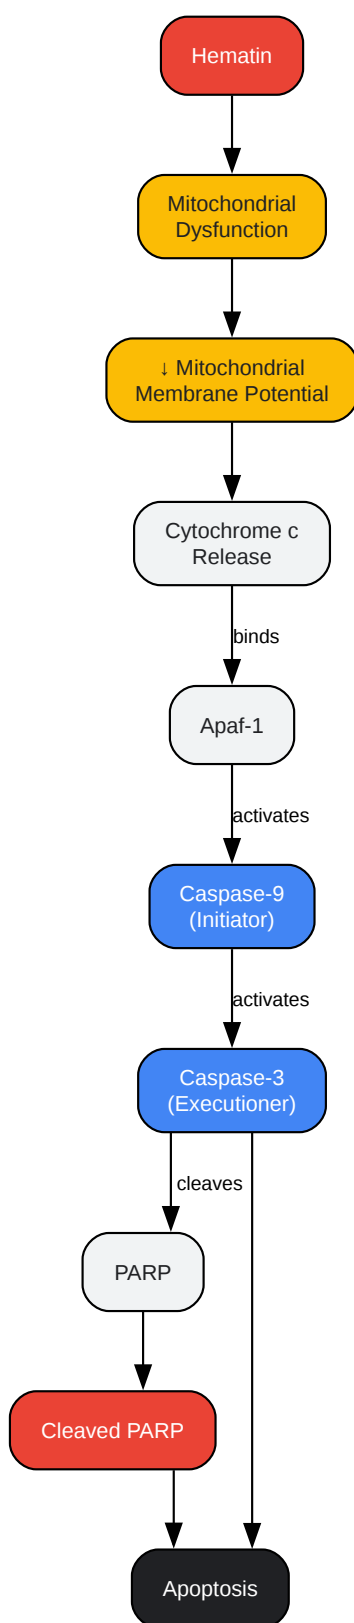 Hematin
Mitochondrial
Dysfunction
↓ Mitochondrial
Membrane Potential
Cytochrome c
Release
binds
Apaf-1
activates
Caspase-9
(Initiator)
activates
Caspase-3
(Executioner)
cleaves
PARP
Cleaved PARP
Apoptosis